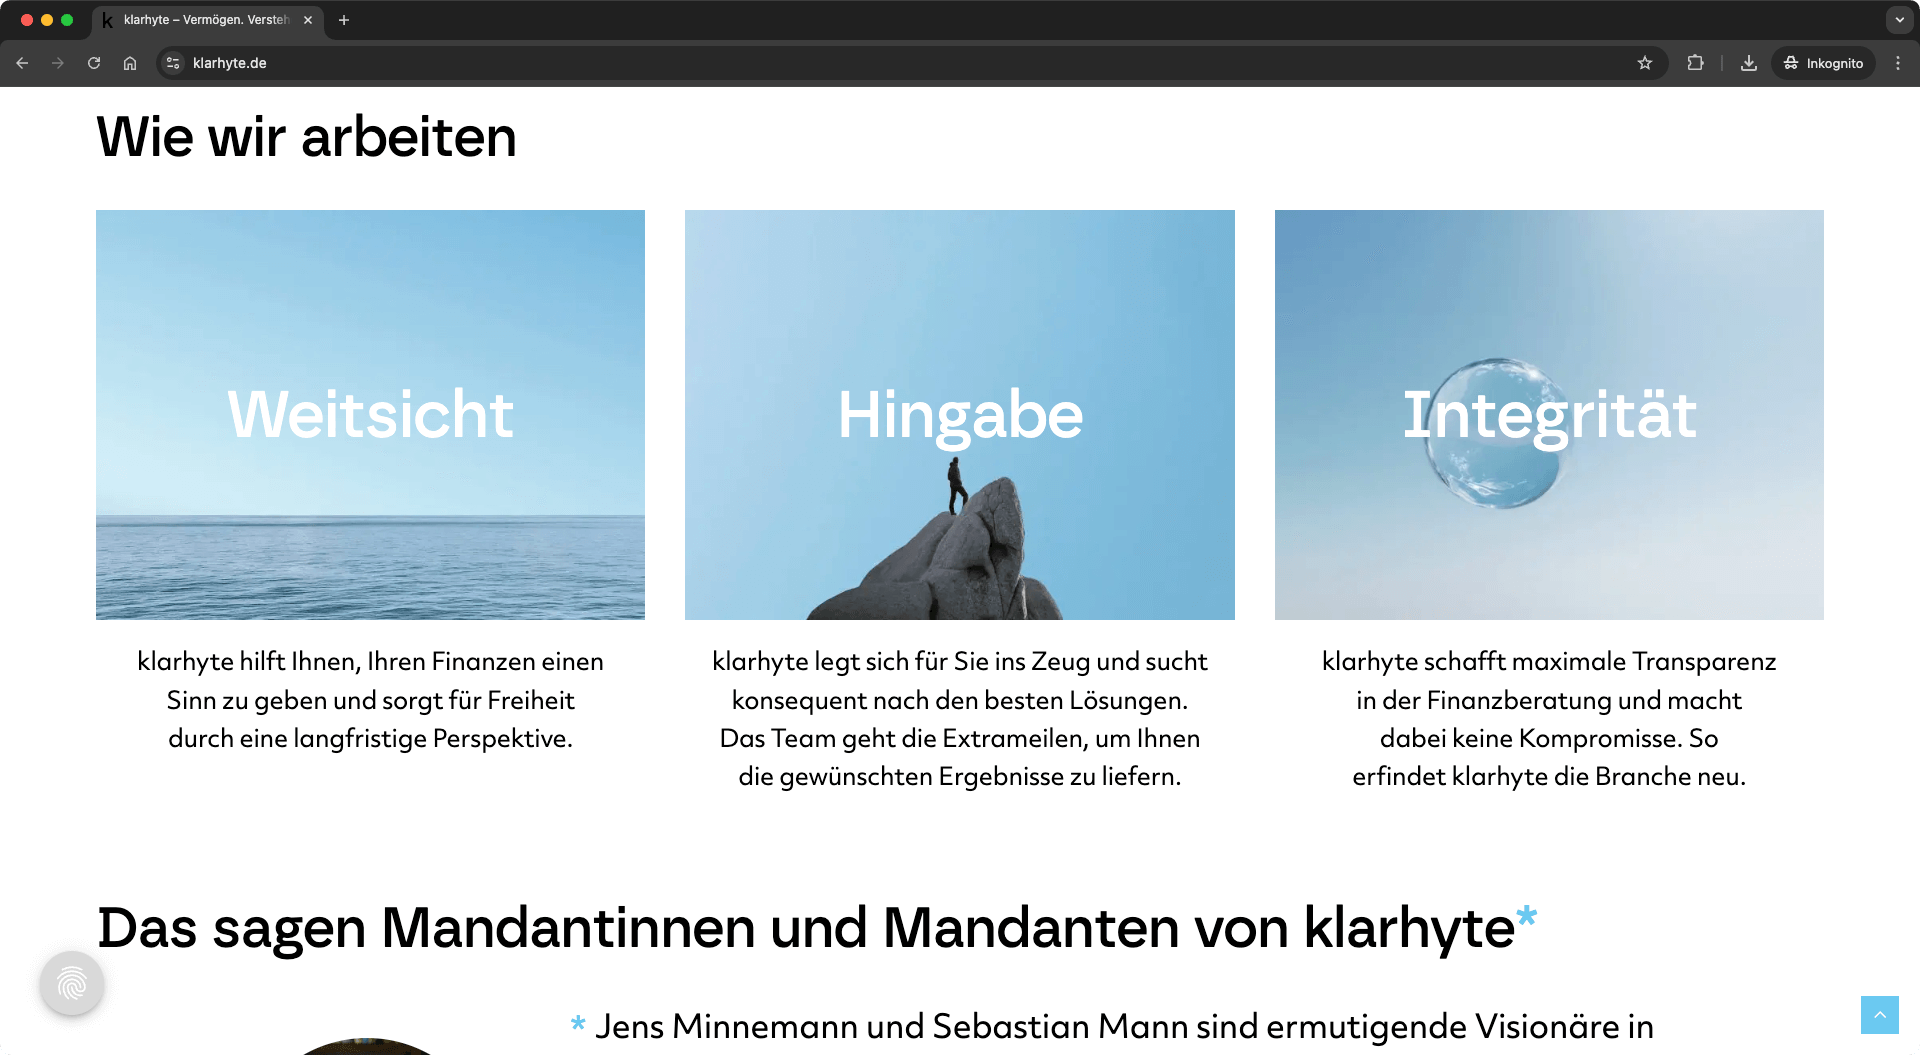 klarhyte – Vermögen. Versteh
klarhyte.de
Inkognito
Wie wir arbeiten
Weitsicht
klarhyte hilft Ihnen, Ihren Finanzen einen
Sinn zu geben und sorgt für Freiheit
durch eine langfristige Perspektive.
Hingabe
klarhyte legt sich für Sie ins Zeug und sucht
konsequent nach den besten Lösungen.
Das Team geht die Extrameilen, um Ihnen
die gewünschten Ergebnisse zu liefern.
Integrität
klarhyte schafft maximale Transparenz
in der Finanzberatung und macht
dabei keine Kompromisse. So
erfindet klarhyte die Branche neu.
Das sagen Mandantinnen und Mandanten von klarhyte*
* Jens Minnemann und Sebastian Mann sind ermutigende Visionäre in